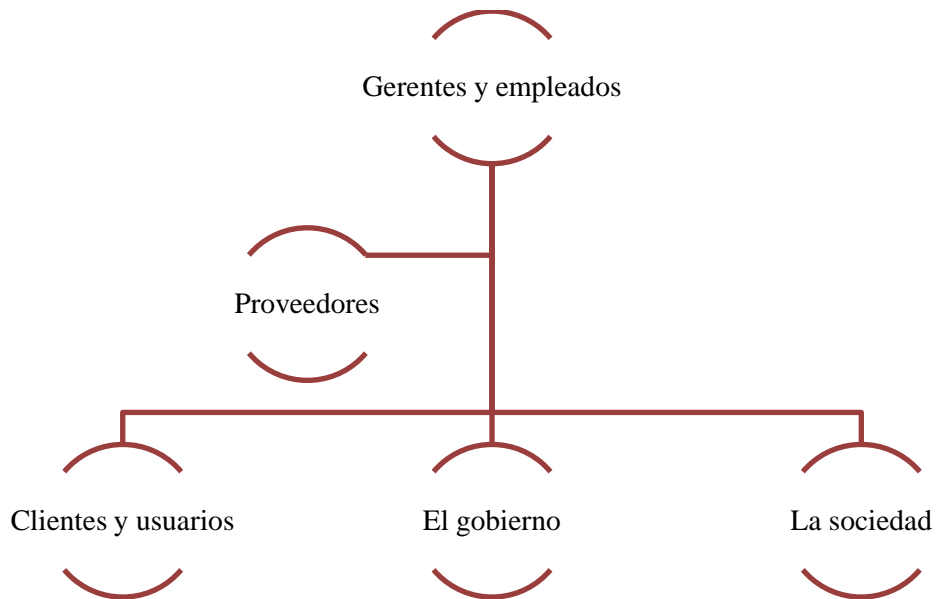 Gerentes y empleados
Proveedores
Clientes y usuarios
El gobierno
La sociedad